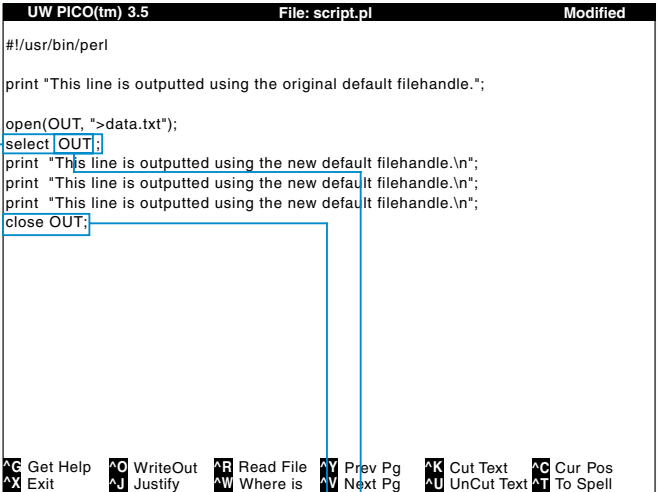 UW PICO(tm) 3.5 File: script.pl Modified
#!/usr/bin/perl
print "This line is outputted using the original default filehandle.";
open(OUT, ">data.txt");
select OUT;
print "This line is outputted using the new default filehandle.\n";
print "This line is outputted using the new default filehandle.\n";
print "This line is outputted using the new default filehandle.\n";
close OUT;
^G Get Help ^O WriteOut ^R Read File ^Y Prev Pg ^K Cut Text ^C Cur Pos
^X Exit ^J Justify ^W Where is ^V Next Pg ^U UnCut Text ^T To Spell